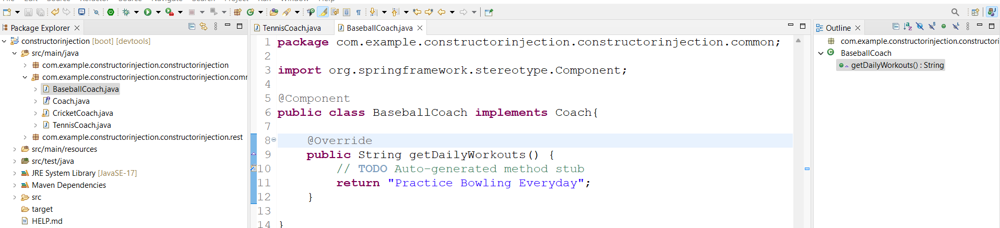 Package Explorer
constructorinjection [boot] [devtools]
src/main/java
com.example.constructorinjection.constructorinjection
com.example.constructorinjection.constructorinjection.com
BaseballCoach.java
Coach.java
CricketCoach.java
TennisCoach.java
com.example.constructorinjection.constructorinjection.rest
src/main/resources
src/test/java
JRE System Library [JavaSE-17]
Maven Dependencies
src
target
HELP.md
TennisCoach.java
BaseballCoach.java
1 package com.example.constructorinjection.constructorinjection.common;
2
3 import org.springframework.stereotype.Component;
4
5 @Component
6 public class BaseballCoach implements Coach{
7
8 @Override
9 public String getDailyWorkouts() {
10 // TODO Auto-generated method stub
11 return "Practice Bowling Everyday";
12 }
13
14 }
Outline
com.example.constructorinjection.constructori
BaseballCoach
getDailyWorkouts() : String